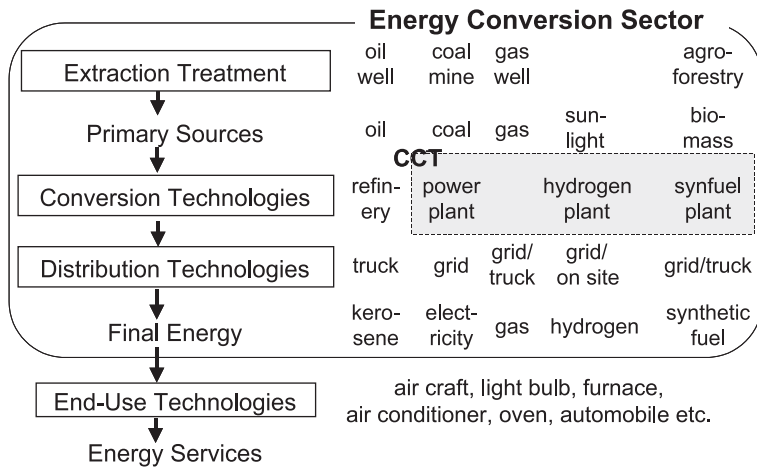 Energy Conversion Sector
Extraction Treatment
oil well
coal mine
gas well
agro-forestry
Primary Sources
oil
coal
gas
sun-light
bio-mass
CCT
Conversion Technologies
refin-ery
power plant
hydrogen plant
synfuel plant
Distribution Technologies
truck
grid
grid/truck
grid/on site
grid/truck
Final Energy
kero-sene
elect-ricity
gas
hydrogen
synthetic fuel
End-Use Technologies
air craft, light bulb, furnace,
air conditioner, oven, automobile etc.
Energy Services